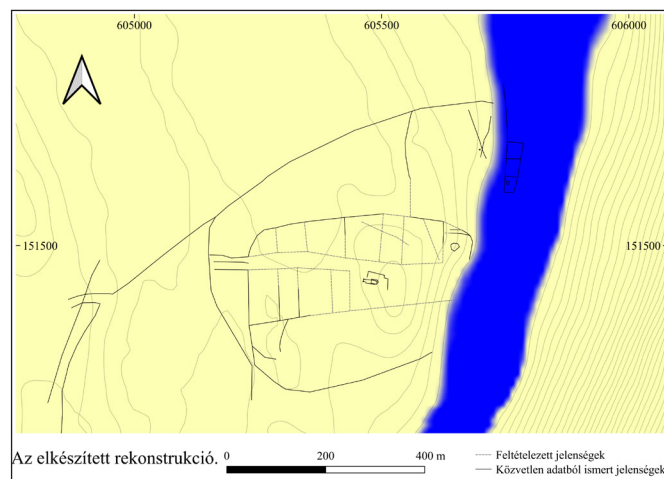 605000 605500 606000
151500 151500
Az elkészített rekonstrukció.
0 200 400 m
Feltételezett jelenségek
Közvetlen adatból ismert jelenségek